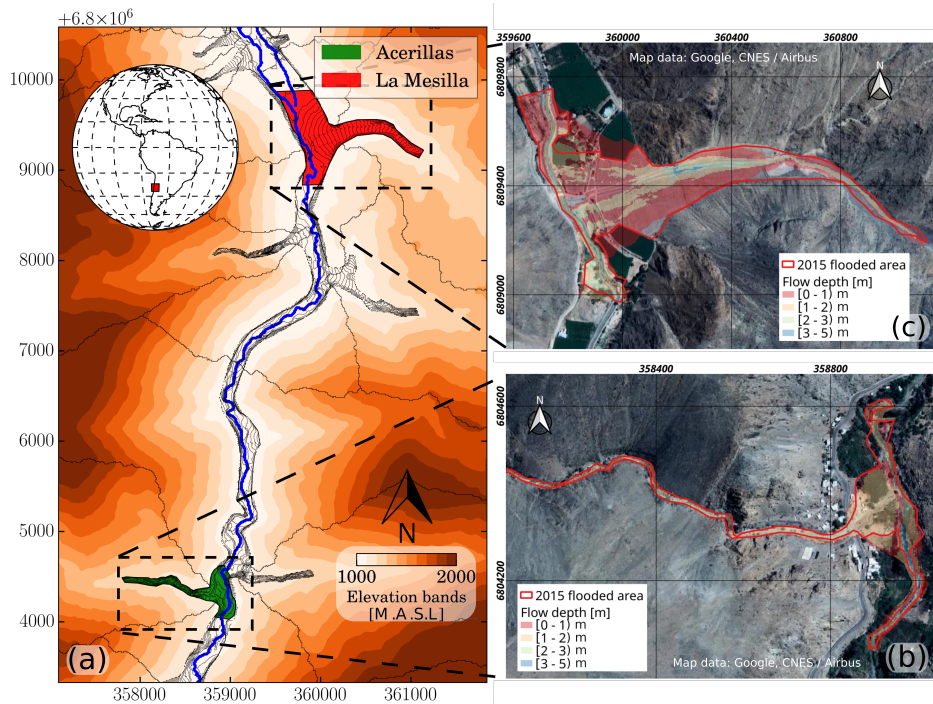 +6.8×10⁶
10000
9000
8000
7000
6000
5000
4000
358000
359000
360000
361000
Acerillas
La Mesilla
N
1000
2000
Elevation bands
[M.A.S.L]
(a)
359600
360000
360400
360800
6809800
6809400
6809000
Map data: Google, CNES / Airbus
N
2015 flooded area
Flow depth [m]
[0 - 1) m
[1 - 2) m
[2 - 3) m
[3 - 5) m
(c)
358400
358800
6804600
6804200
N
2015 flooded area
Flow depth [m]
[0 - 1) m
[1 - 2) m
[2 - 3) m
[3 - 5) m
Map data: Google, CNES / Airbus
(b)